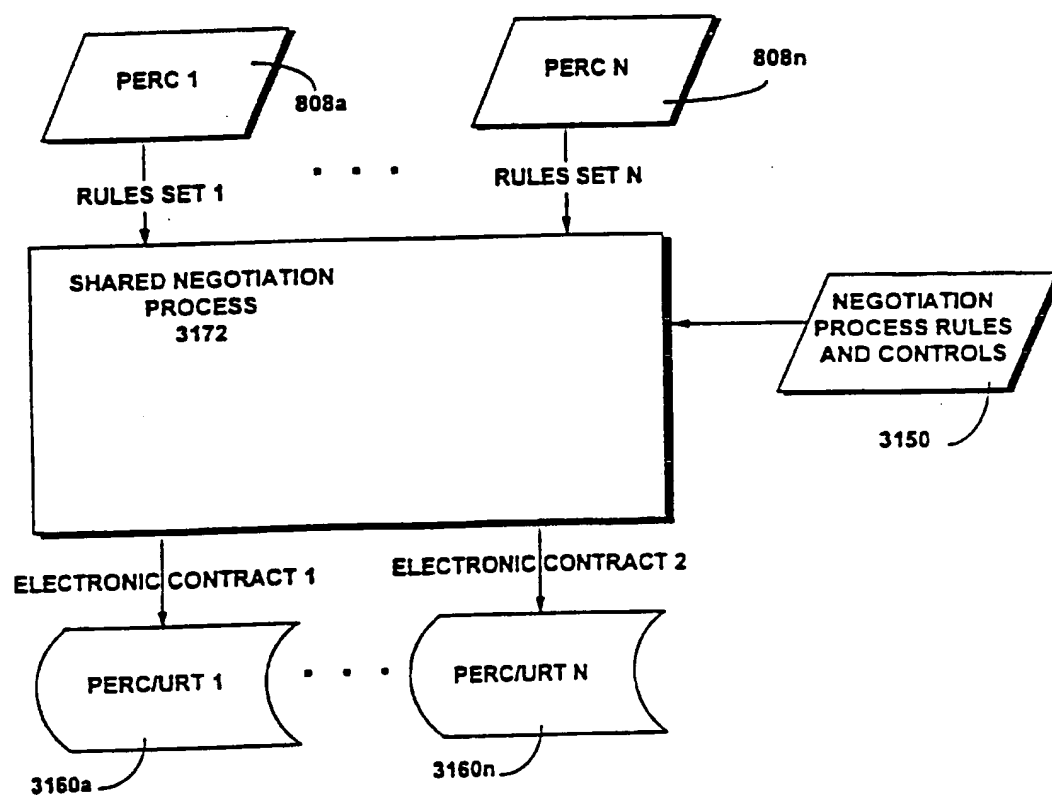 PERC 1
808a
PERC N
808n
RULES SET 1
RULES SET N
SHARED NEGOTIATION
PROCESS
3172
NEGOTIATION
PROCESS RULES
AND CONTROLS
3150
ELECTRONIC CONTRACT 1
ELECTRONIC CONTRACT 2
PERC/URT 1
PERC/URT N
3160a
3160n